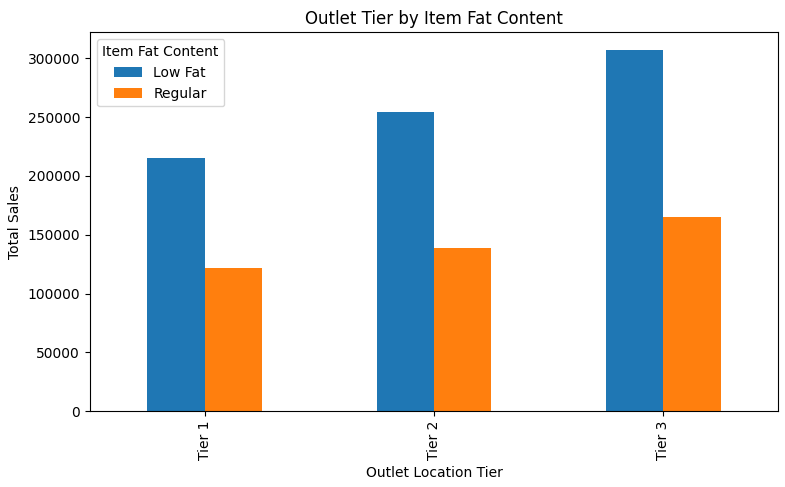 Outlet Tier by Item Fat Content
Item Fat Content
Low Fat
Regular
Total Sales
300000
250000
200000
150000
100000
50000
0
Tier 1
Tier 2
Tier 3
Outlet Location Tier